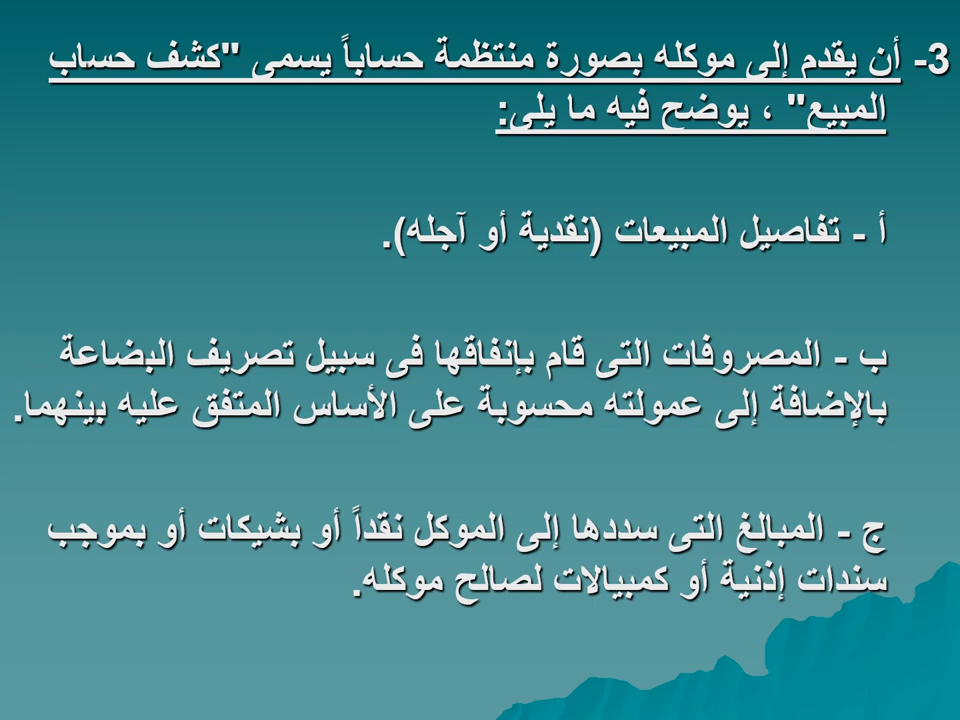 3- أن يقدم إلى موكله بصورة منتظمة حساباً يسمى "كشف حساب
المبيع" ، يوضح فيه ما يلى:
أ - تفاصيل المبيعات (نقدية أو آجله).
ب - المصروفات التى قام بإنفاقها فى سبيل تصريف البضاعة
بالإضافة إلى عمولته محسوبة على الأساس المتفق عليه بينهما.
ج - المبالغ التى سددها إلى الموكل نقداً أو بشيكات أو بموجب
سندات إذنية أو كمبيالات لصالح موكله.